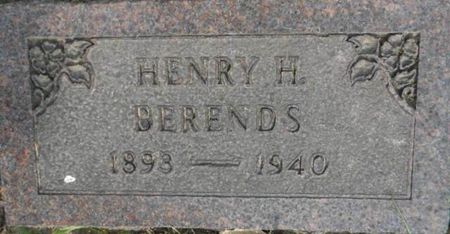 HENRY H.
BERENDS
1893 — 1940